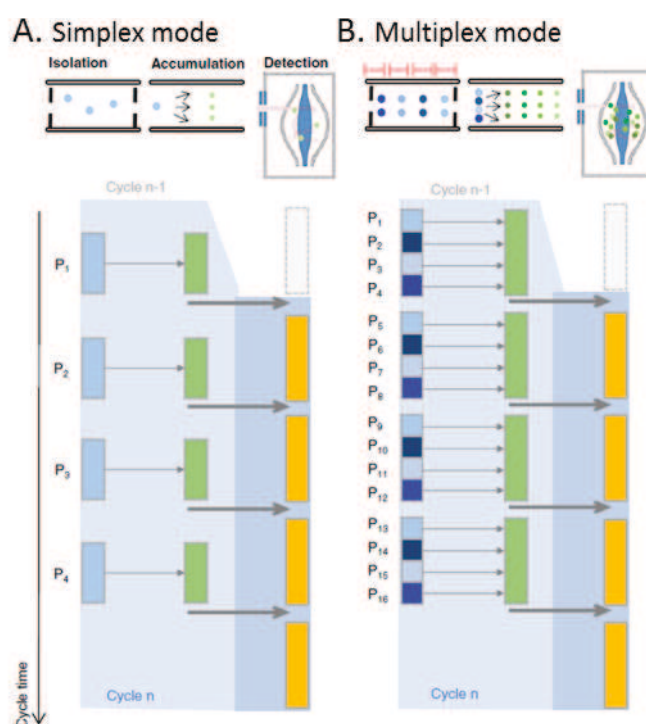 A. Simplex mode
Isolation Accumulation Detection
Cycle n-1
P1
P2
P3
P4
Cycle time
Cycle n
B. Multiplex mode
Cycle n-1
P1
P2
P3
P4
P5
P6
P7
P8
P9
P10
P11
P12
P13
P14
P15
P16
Cycle n